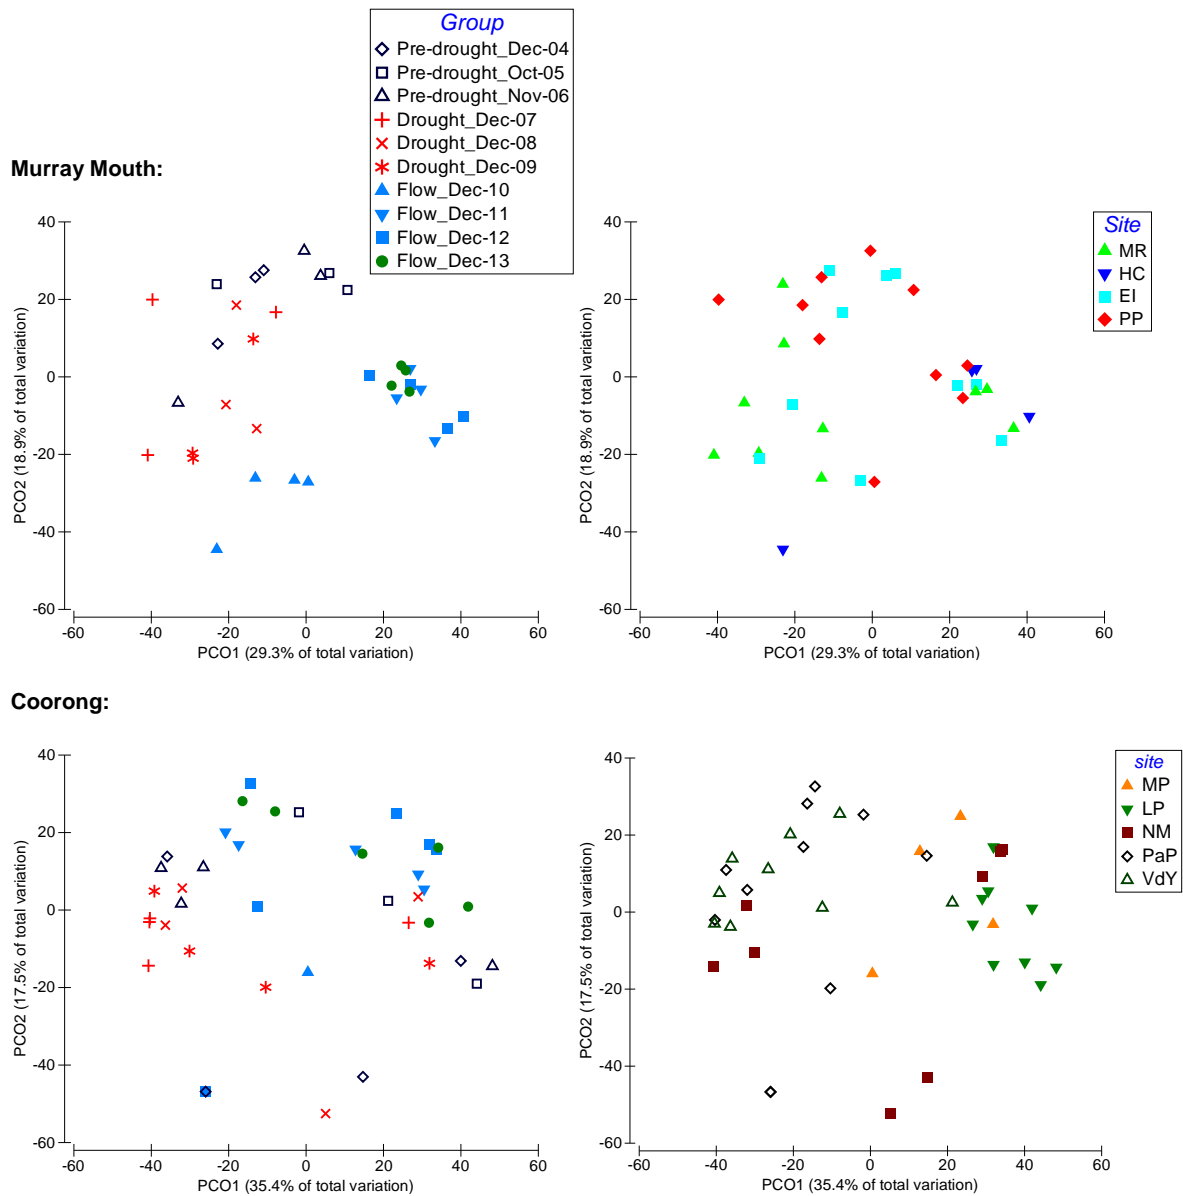 Group
Pre-drought_Dec-04
Pre-drought_Oct-05
Pre-drought_Nov-06
Drought_Dec-07
Drought_Dec-08
Drought_Dec-09
Flow_Dec-10
Flow_Dec-11
Flow_Dec-12
Flow_Dec-13
Murray Mouth:
40
20
0
-20
-40
-60
PCO2 (18.9% of total variation)
-60 -40 -20 0 20 40 60
PCO1 (29.3% of total variation)
Site
MR
HC
EI
PP
40
20
0
-20
-40
-60
PCO2 (18.9% of total variation)
-60 -40 -20 0 20 40 60
PCO1 (29.3% of total variation)
Coorong:
40
20
0
-20
-40
-60
PCO2 (17.5% of total variation)
-60 -40 -20 0 20 40 60
PCO1 (35.4% of total variation)
site
MP
LP
NM
PaP
VdY
40
20
0
-20
-40
-60
PCO2 (17.5% of total variation)
-60 -40 -20 0 20 40 60
PCO1 (35.4% of total variation)